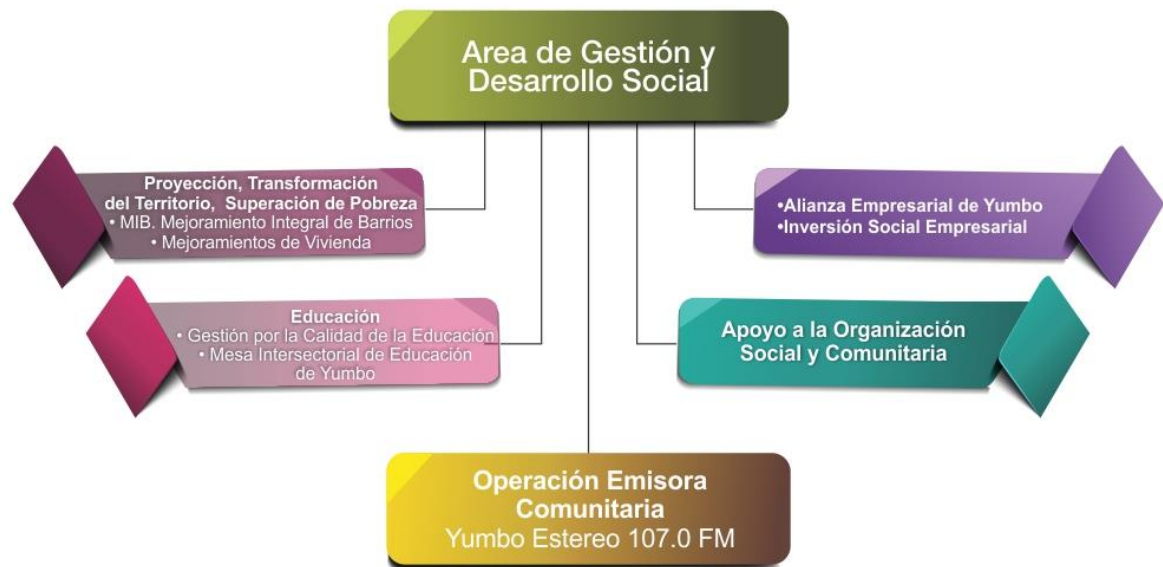 Area de Gestión y
Desarrollo Social
Proyección, Transformación
del Territorio, Superación de Pobreza
• MIB. Mejoramiento Integral de Barrios
• Mejoramientos de Vivienda
•Alianza Empresarial de Yumbo
•Inversión Social Empresarial
Educación
• Gestión por la Calidad de la Educación
• Mesa Intersectorial de Educación
de Yumbo
Apoyo a la Organización
Social y Comunitaria
Operación Emisora
Comunitaria
Yumbo Estereo 107.0 FM